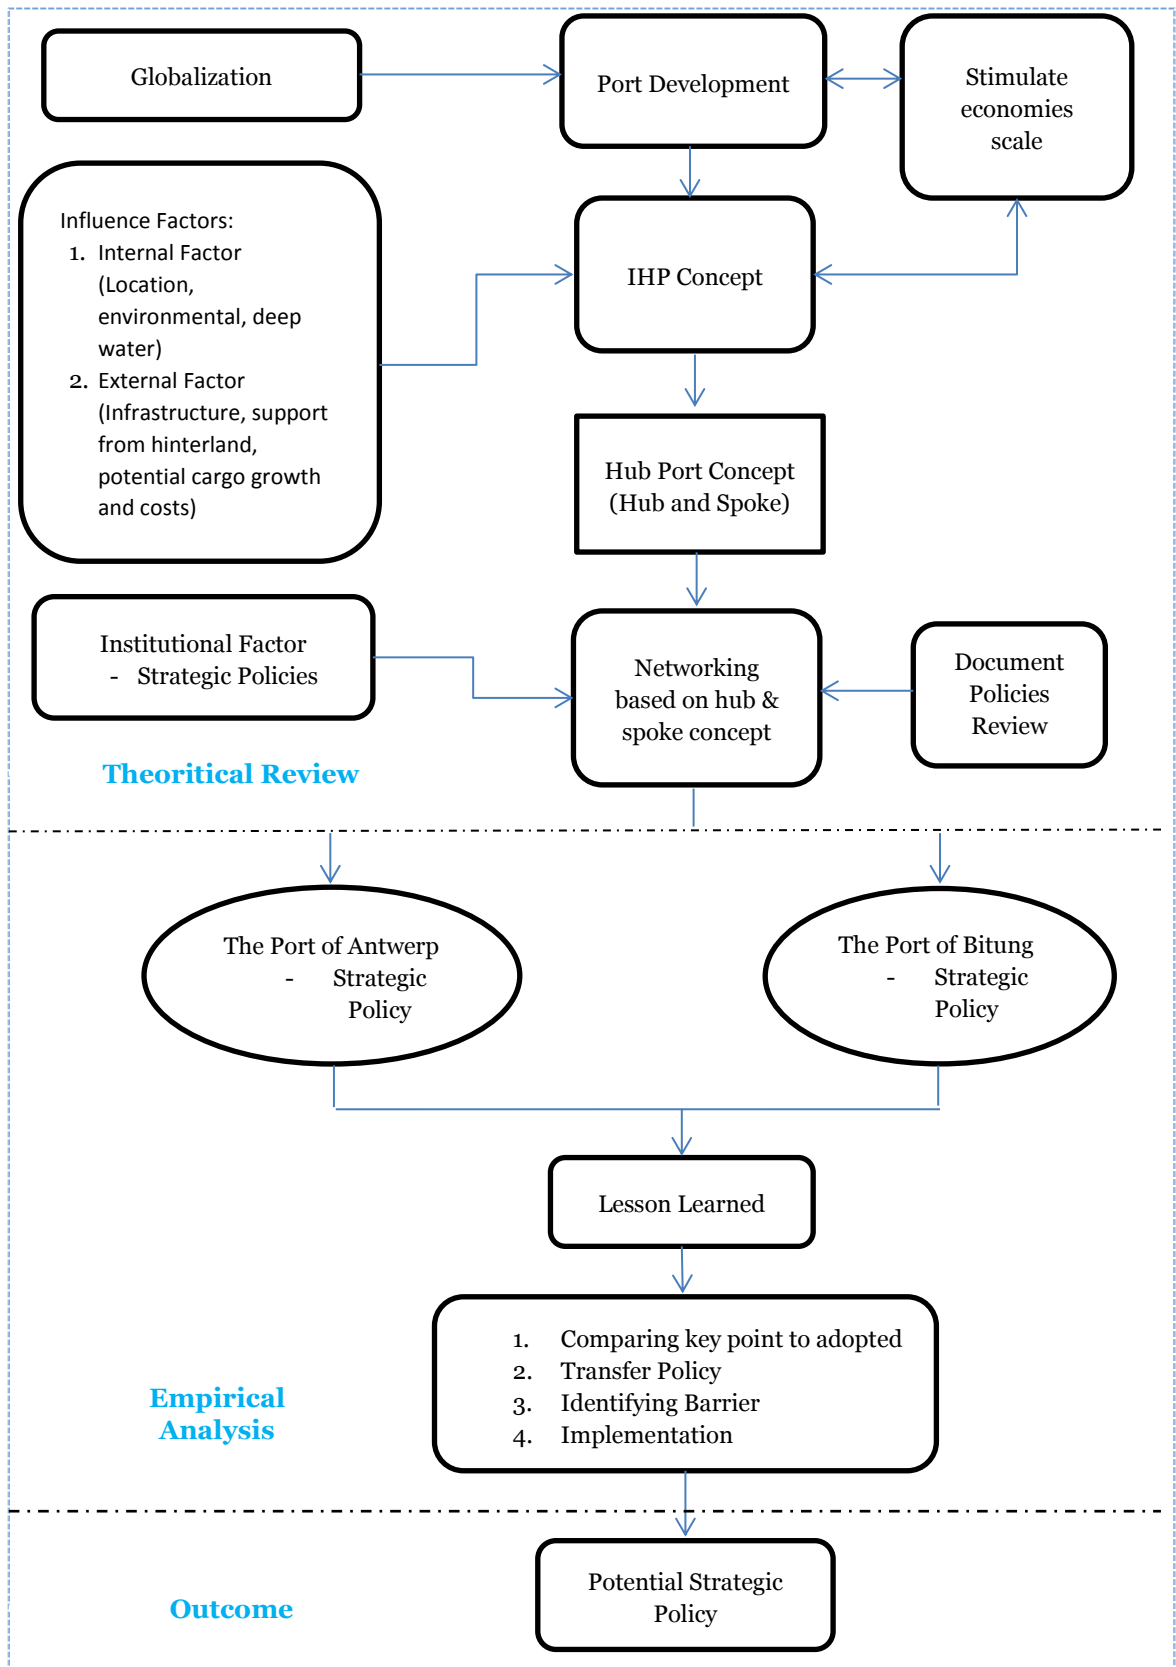 Globalization
Port Development
Stimulate
economies
scale
Influence Factors:
1. Internal Factor
(Location,
environmental, deep
water)
2. External Factor
(Infrastructure, support
from hinterland,
potential cargo growth
and costs)
IHP Concept
Hub Port Concept
(Hub and Spoke)
Institutional Factor
- Strategic Policies
Networking
based on hub &
spoke concept
Document
Policies
Review
Theoritical Review
The Port of Antwerp
- Strategic
Policy
The Port of Bitung
- Strategic
Policy
Lesson Learned
1. Comparing key point to adopted
2. Transfer Policy
3. Identifying Barrier
4. Implementation
Empirical
Analysis
Potential Strategic
Policy
Outcome